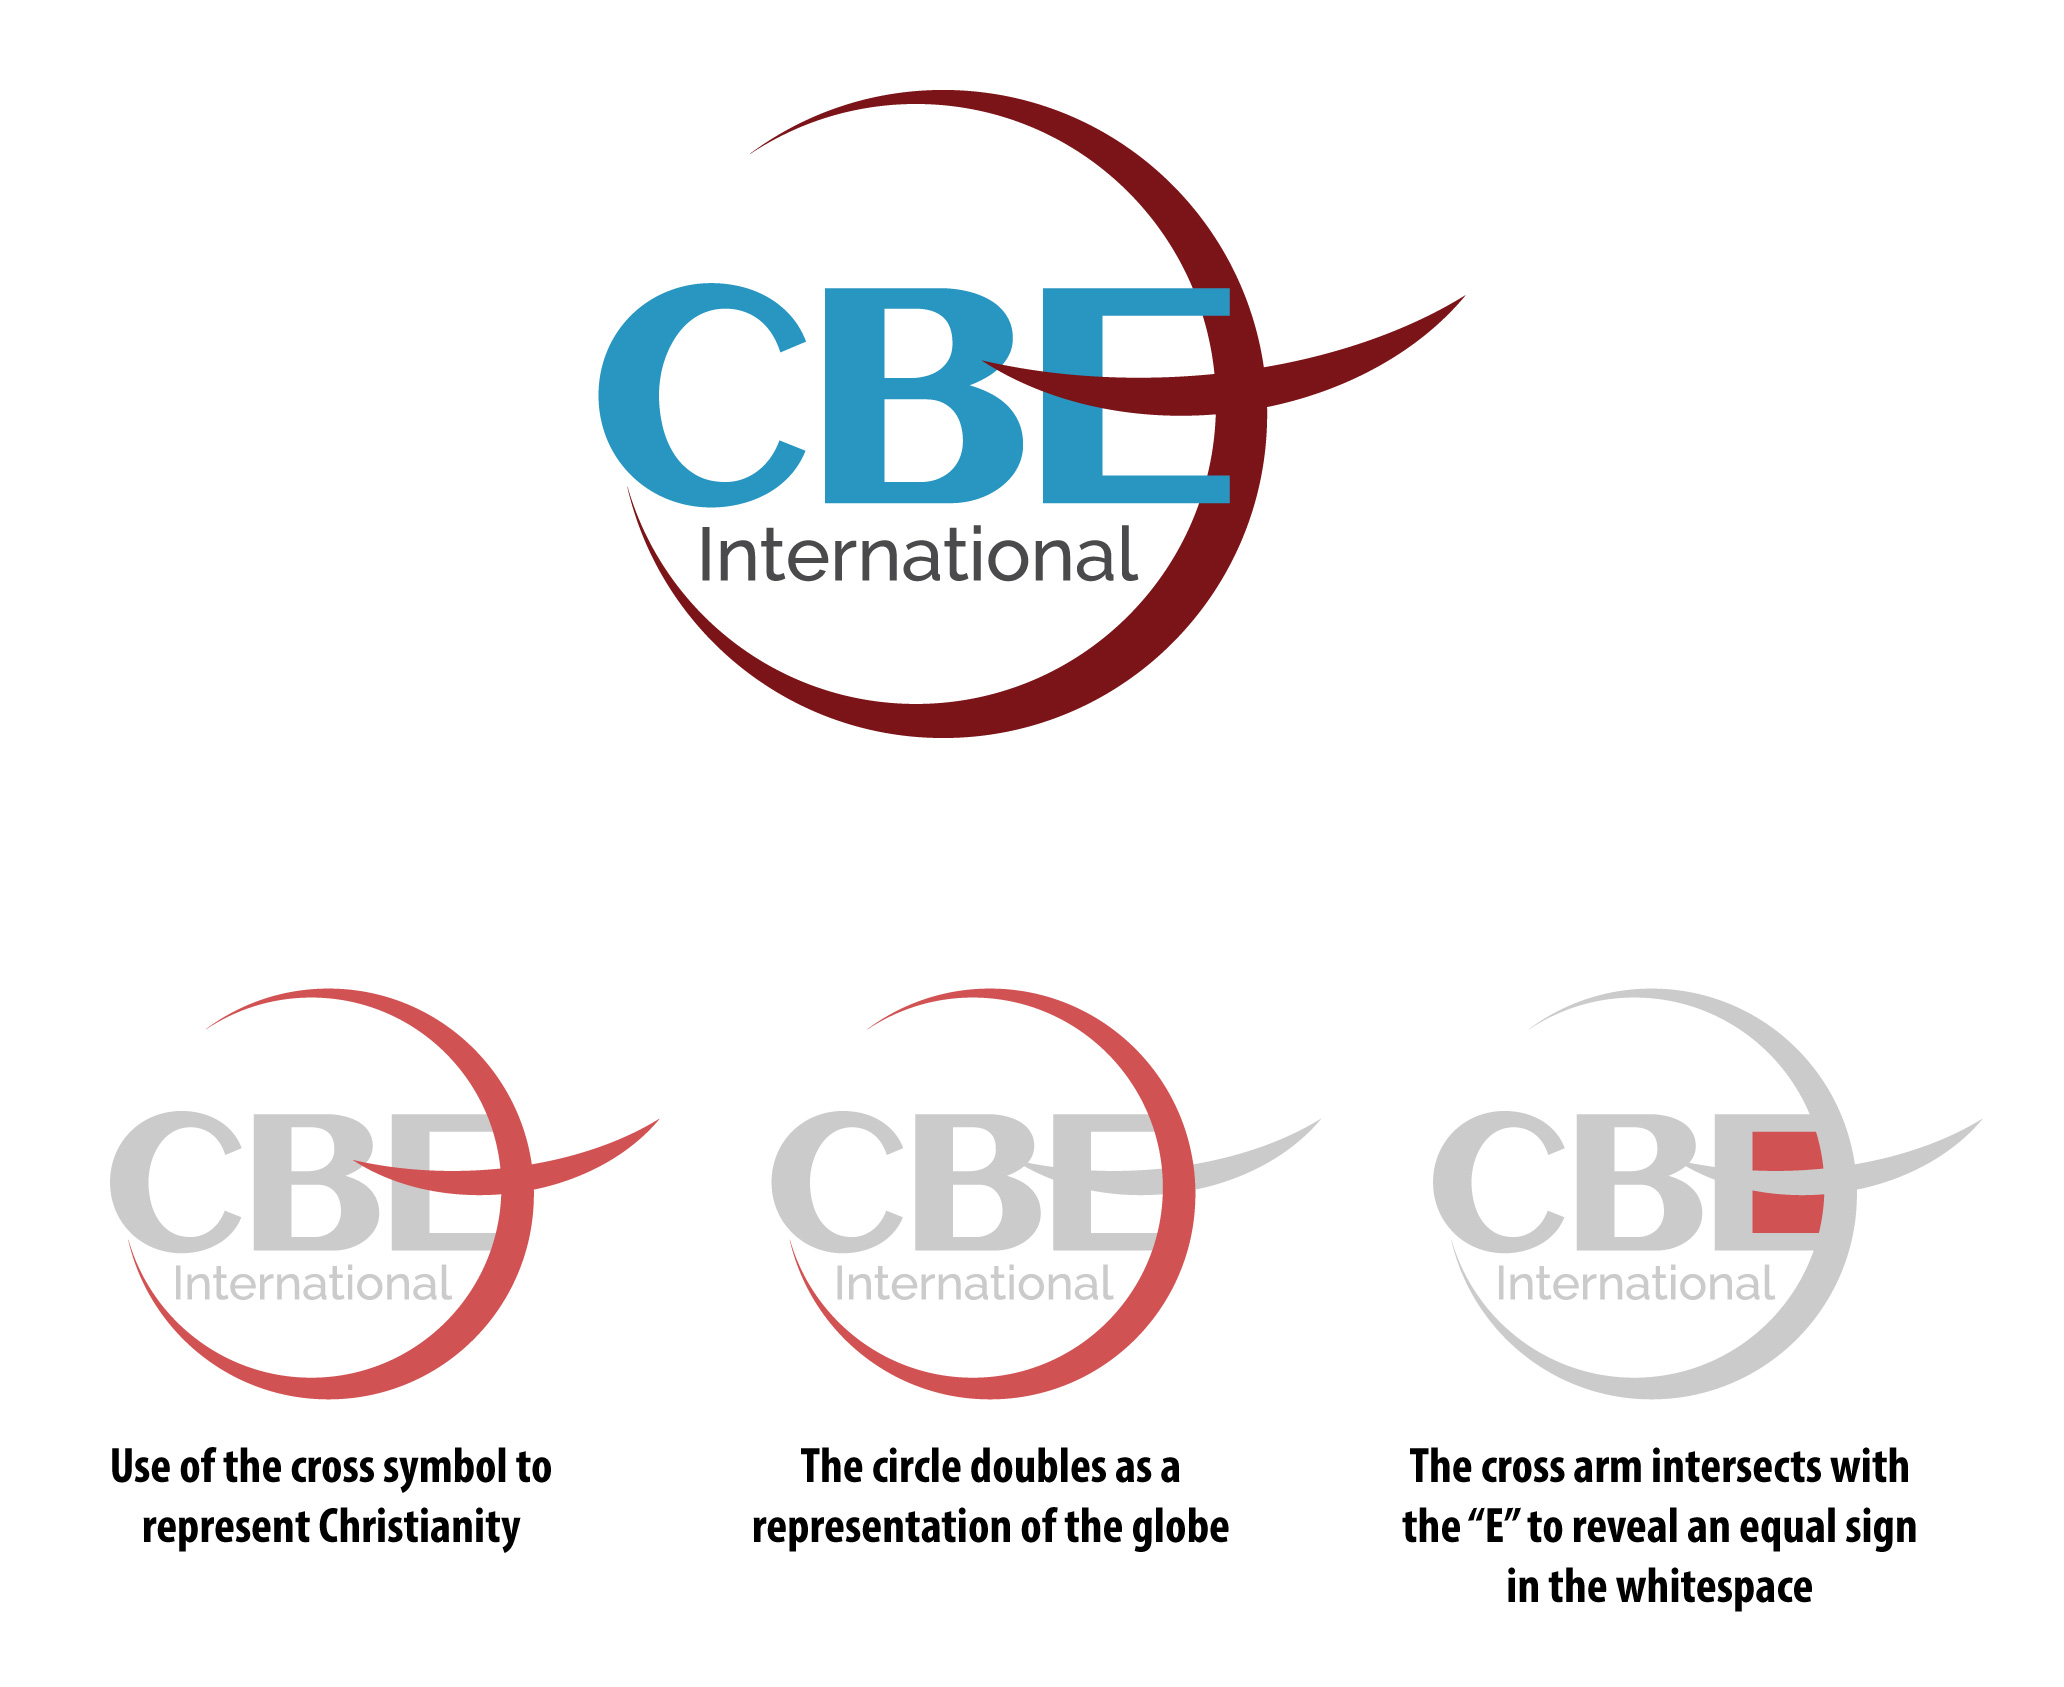 CBE
International
CBE
International
CBE
International
CBE
International
Use of the cross symbol to
represent Christianity
The circle doubles as a
representation of the globe
The cross arm intersects with
the “E” to reveal an equal sign
in the whitespace